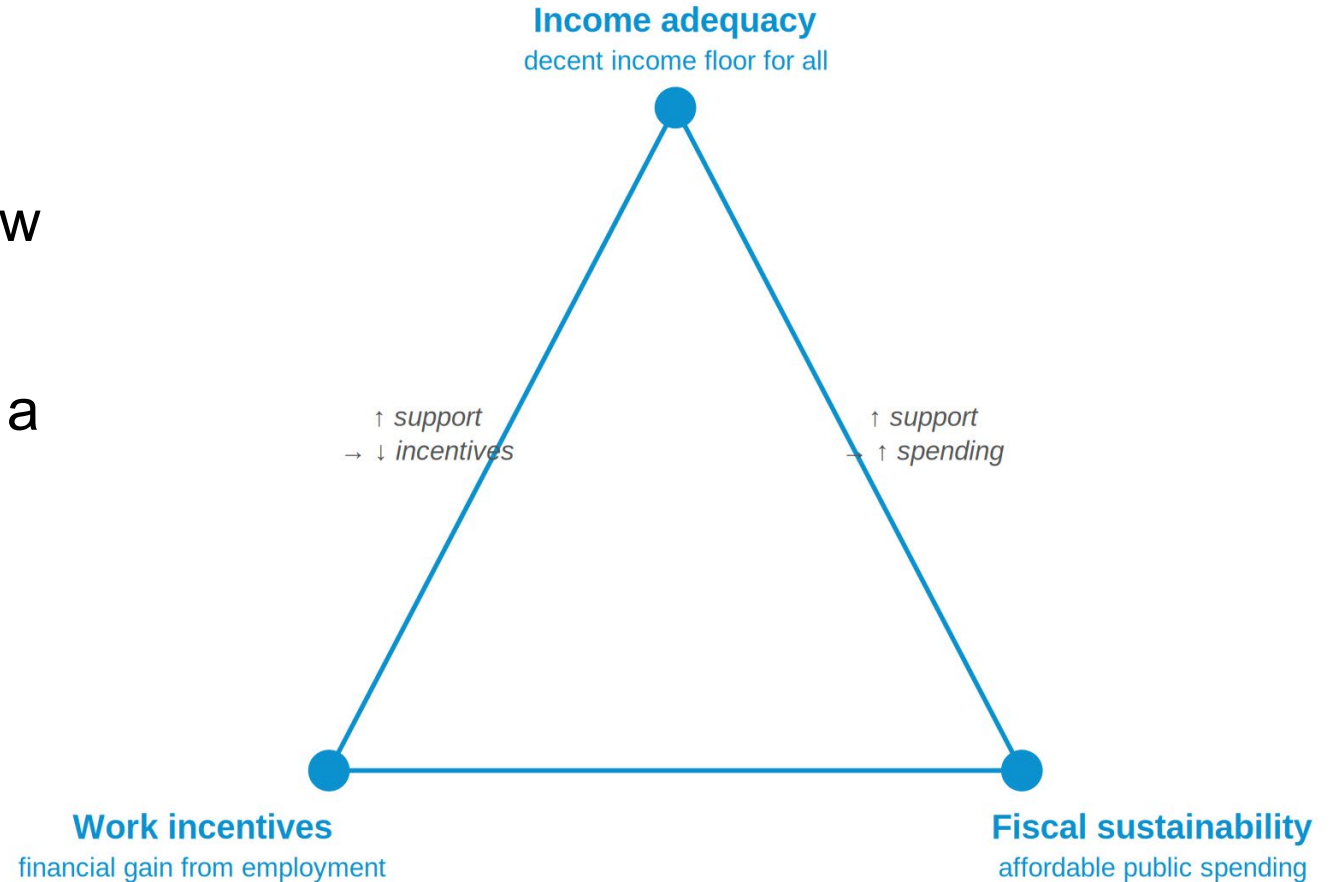 Income adequacy
decent income floor for all
w
a
↑ support
→ ↓ incentives
↑ support
→ ↑ spending
Work incentives
financial gain from employment
Fiscal sustainability
affordable public spending